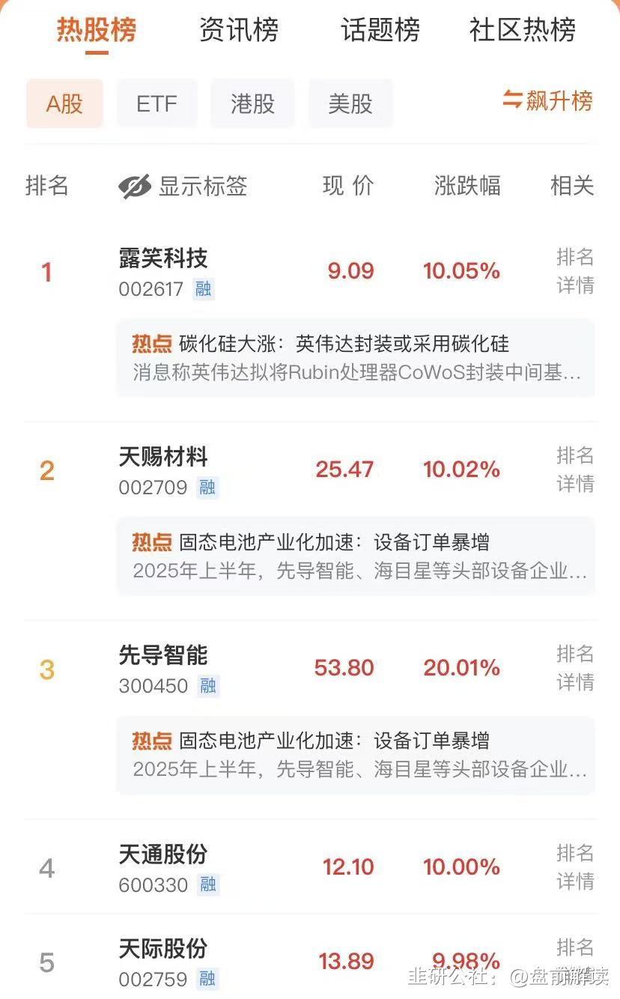 热股榜 资讯榜 话题榜 社区热榜
A股 ETF 港股 美股 飙升榜
排名 显示标签 现价 涨跌幅 相关
1 露笑科技 9.09 10.05% 排名
002617 融 详情
热点 碳化硅大涨：英伟达封装或采用碳化硅
消息称英伟达拟将Rubin处理器CoWoS封装中间基...
2 天赐材料 25.47 10.02% 排名
002709 融 详情
热点 固态电池产业化加速：设备订单暴增
2025年上半年，先导智能、海目星等头部设备企业...
3 先导智能 53.80 20.01% 排名
300450 融 详情
热点 固态电池产业化加速：设备订单暴增
2025年上半年，先导智能、海目星等头部设备企业...
4 天通股份 12.10 10.00% 排名
600330 融 详情
5 天际股份 13.89 9.98% 排名
002759 融
韭研公社：@盘前解读